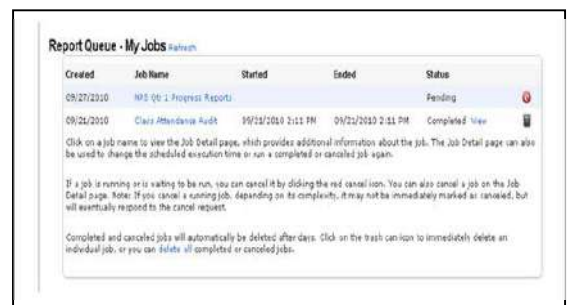 Report Queue - My Jobs Refresh
Created Job Name Started Ended Status
09/27/2010 Qtr 1 Progress Reports Pending
09/21/2010 Class Attendance Audit 09/21/2010 2:11 PM 09/21/2010 2:11 PM Completed View
Click on a job name to view the Job Detail page, which provides additional information about the job. The Job Detail page can also
be used to change the scheduled execution time or run a completed or canceled job again.
If a job is running or is waiting to be run, you can cancel it by clicking the red cancel icon. You can also cancel a job on the Job
Detail page. Note: If you cancel a running job, depending on its complexity, it may not be immediately marked as canceled, but
will eventually respond to the cancel request.
Completed and canceled jobs will automatically be deleted after days. Click on the trash can icon to immediately delete an
individual job, or you can delete all completed or canceled jobs.